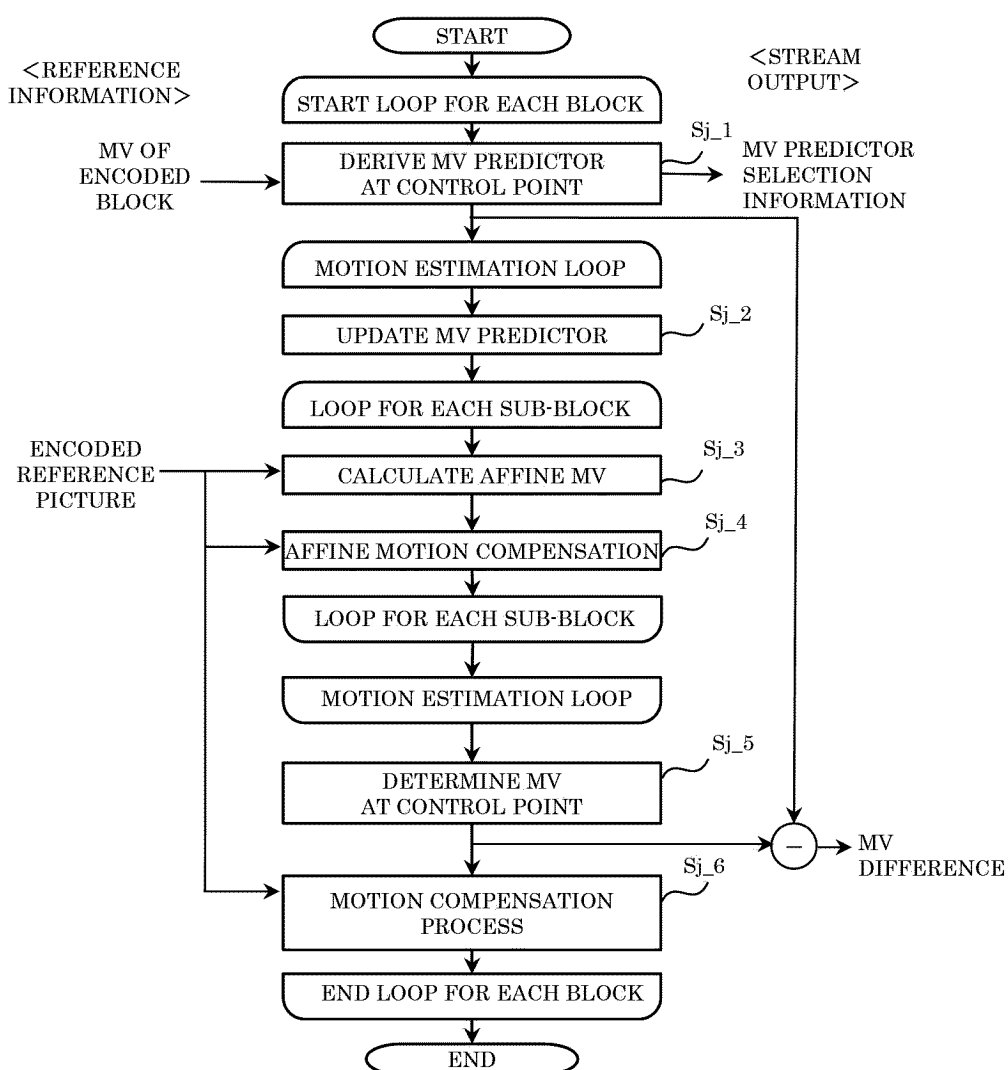 START
<REFERENCE
INFORMATION>
<STREAM
OUTPUT>
START LOOP FOR EACH BLOCK
Sj_1
MV OF
ENCODED
BLOCK
DERIVE MV PREDICTOR
AT CONTROL POINT
MV PREDICTOR
SELECTION
INFORMATION
MOTION ESTIMATION LOOP
Sj_2
UPDATE MV PREDICTOR
LOOP FOR EACH SUB-BLOCK
ENCODED
REFERENCE
PICTURE
Sj_3
CALCULATE AFFINE MV
Sj_4
AFFINE MOTION COMPENSATION
LOOP FOR EACH SUB-BLOCK
MOTION ESTIMATION LOOP
Sj_5
DETERMINE MV
AT CONTROL POINT
−
MV
DIFFERENCE
Sj_6
MOTION COMPENSATION
PROCESS
END LOOP FOR EACH BLOCK
END